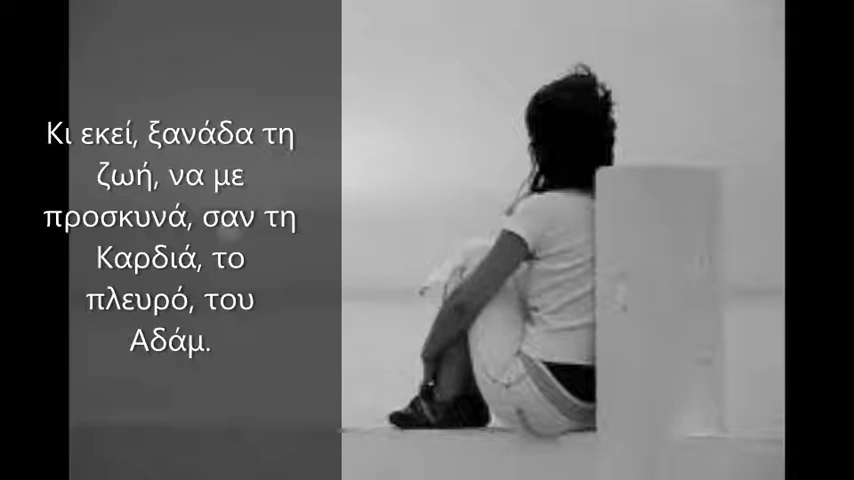 Κι εκεί, ξανάδα τη
ζωή, να με
προσκυνά, σαν τη
Καρδιά, το
πλευρό, του
Αδάμ.